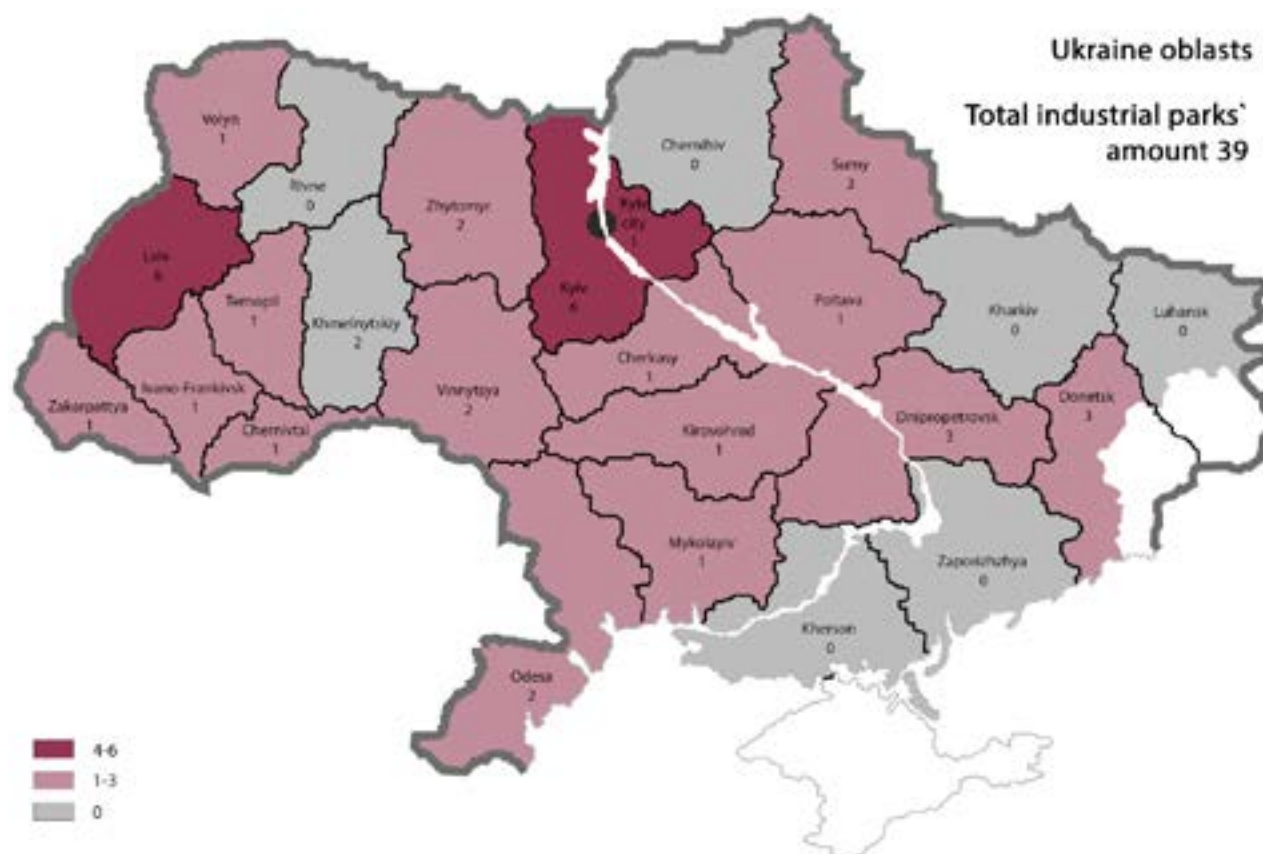 Ukraine oblasts
Total industrial parks`
amount 39
Volyn
1
Rivne
0
Zhytomyr
2
Chernihiv
0
Sumy
Kyiv
city
Lviv
6
Ternopil
1
Khmelnytskiy
2
Kyiv
6
Poltava
1
Kharkiv
0
Luhansk
0
Zakarpattya
1
Ivano-Frankivsk
1
Chernivtsi
1
Vinnytsya
2
Cherkasy
1
Kirovohrad
1
Dnipropetrovsk
3
Donetsk
3
Mykolayiv
1
Zaporizhzhya
0
Kherson
0
Odesa
2
4-6
1-3
0